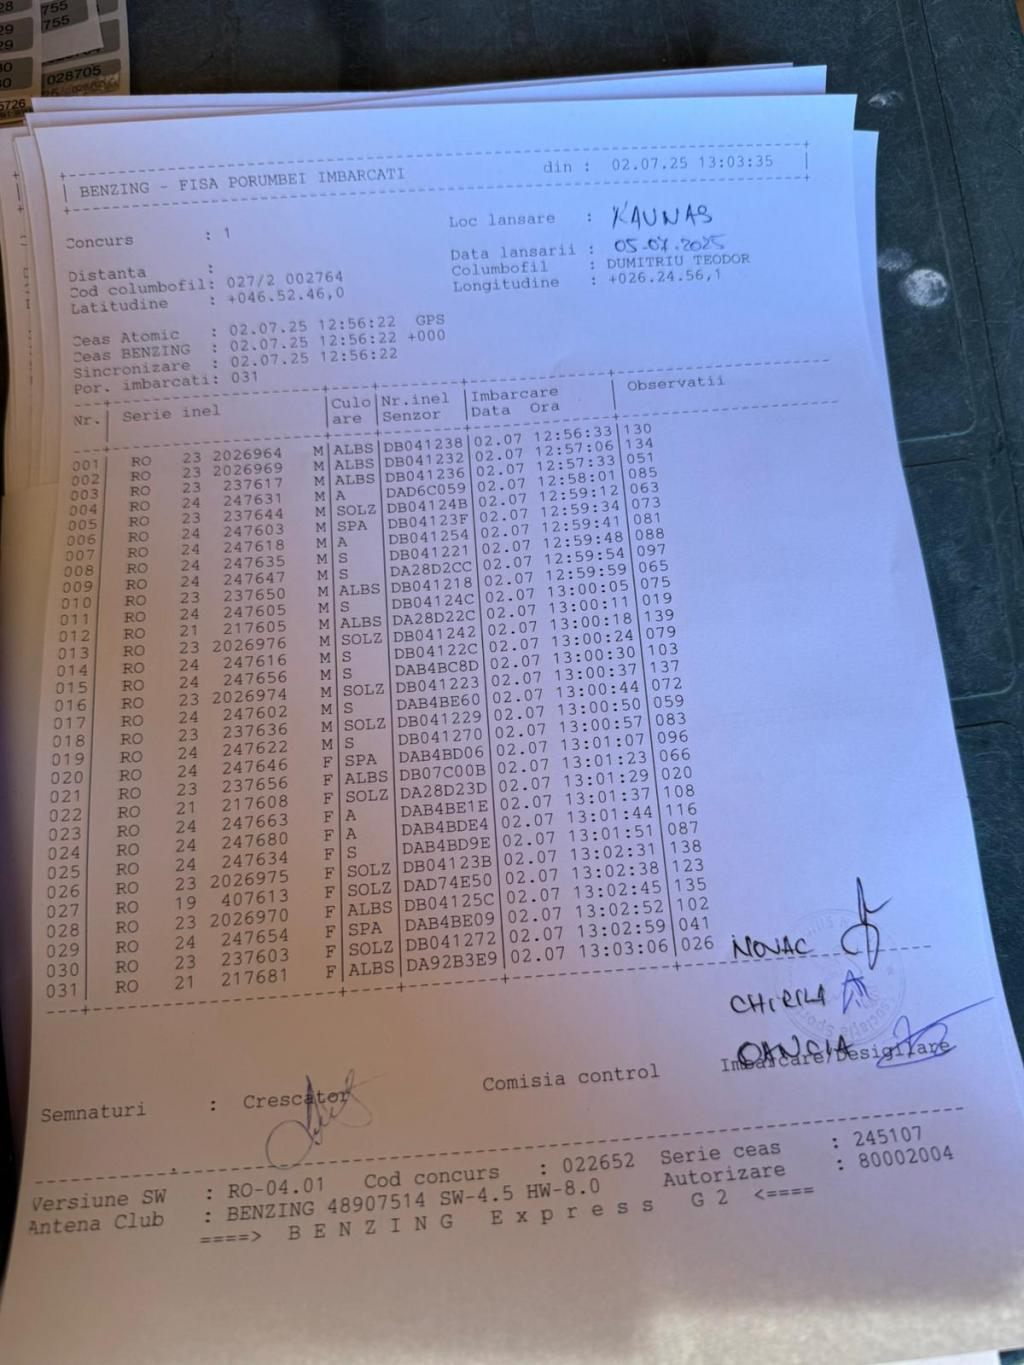 BENZING - FISA PORUMBEI IMBARCATI din : 02.07.25 13:03:35
Concurs : 1 Loc lansare : KAUNAS
Distanta : Data lansarii : 05.07.2025
Cod columbofil: 027/2 002764 Columbofil : DUMITRIU TEODOR
Latitudine : +046.52.46,0 Longitudine : +026.24.56,1
Ceas Atomic : 02.07.25 12:56:22 GPS
Ceas BENZING : 02.07.25 12:56:22 +000
Sincronizare : 02.07.25 12:56:22
Por. imbarcati: 031
Nr. Serie inel Culo Nr.inel Imbarcare Observatii
are Senzor Data Ora
001 RO 23 2026964 M ALBS DB041238 02.07 12:56:33 130
002 RO 23 2026969 M ALBS DB041232 02.07 12:57:06 134
003 RO 23 237617 M ALBS DB041236 02.07 12:57:33 051
004 RO 24 247631 M A DAD6C059 02.07 12:58:01 085
005 RO 23 237644 M SOLZ DB04124B 02.07 12:59:12 063
006 RO 24 247603 M SPA DB04123F 02.07 12:59:34 073
007 RO 24 247618 M A DB041254 02.07 12:59:41 081
008 RO 24 247635 M S DB041221 02.07 12:59:48 088
009 RO 24 247647 M S DA28D2CC 02.07 12:59:54 097
010 RO 23 237650 M ALBS DB041218 02.07 12:59:59 065
011 RO 24 247605 M S DB04124C 02.07 13:00:05 075
012 RO 21 217605 M ALBS DA28D22C 02.07 13:00:11 019
013 RO 23 2026976 M SOLZ DB041242 02.07 13:00:18 139
014 RO 24 247616 M S DB04122C 02.07 13:00:24 079
015 RO 24 247656 M S DAB4BC8D 02.07 13:00:30 103
016 RO 23 2026974 M SOLZ DB041223 02.07 13:00:37 137
017 RO 24 247602 M S DAB4BE60 02.07 13:00:44 072
018 RO 23 237636 M SOLZ DB041229 02.07 13:00:50 059
019 RO 24 247622 M S DB041270 02.07 13:00:57 083
020 RO 24 247646 F SPA DAB4BD06 02.07 13:01:07 096
021 RO 23 237656 F ALBS DB07C00B 02.07 13:01:23 066
022 RO 21 217608 F SOLZ DA28D23D 02.07 13:01:29 020
023 RO 24 247663 F A DAB4BE1E 02.07 13:01:37 108
024 RO 24 247680 F A DAB4BDE4 02.07 13:01:44 116
025 RO 24 247634 F S DAB4BD9E 02.07 13:01:51 087
026 RO 23 2026975 F SOLZ DB04123B 02.07 13:02:31 138
027 RO 19 407613 F SOLZ DAD74E50 02.07 13:02:38 123
028 RO 23 2026970 F ALBS DB04125C 02.07 13:02:45 135
029 RO 24 247654 F SPA DAB4BE09 02.07 13:02:52 102
030 RO 23 237603 F SOLZ DB041272 02.07 13:02:59 041
031 RO 21 217681 F ALBS DA92B3E9 02.07 13:03:06 026
NOVAC
CHIRILA
OANCIA
Semnaturi : Crescator Comisia control Imbarcare/Desigilare
Versiune SW : RO-04.01 Cod concurs : 022652 Serie ceas : 245107
Antena Club : BENZING 48907514 SW-4.5 HW-8.0 Autorizare : 80002004
====> B E N Z I N G E x p r e s s G 2 <====
028705